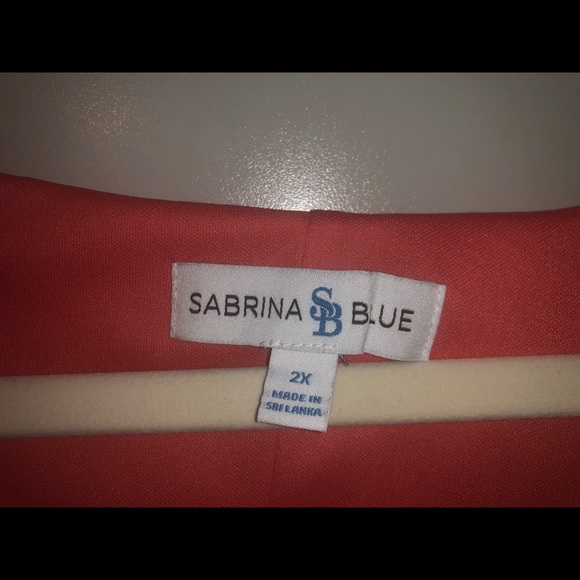 SABRINA SB BLUE
2X
MADE IN
SRI LANKA